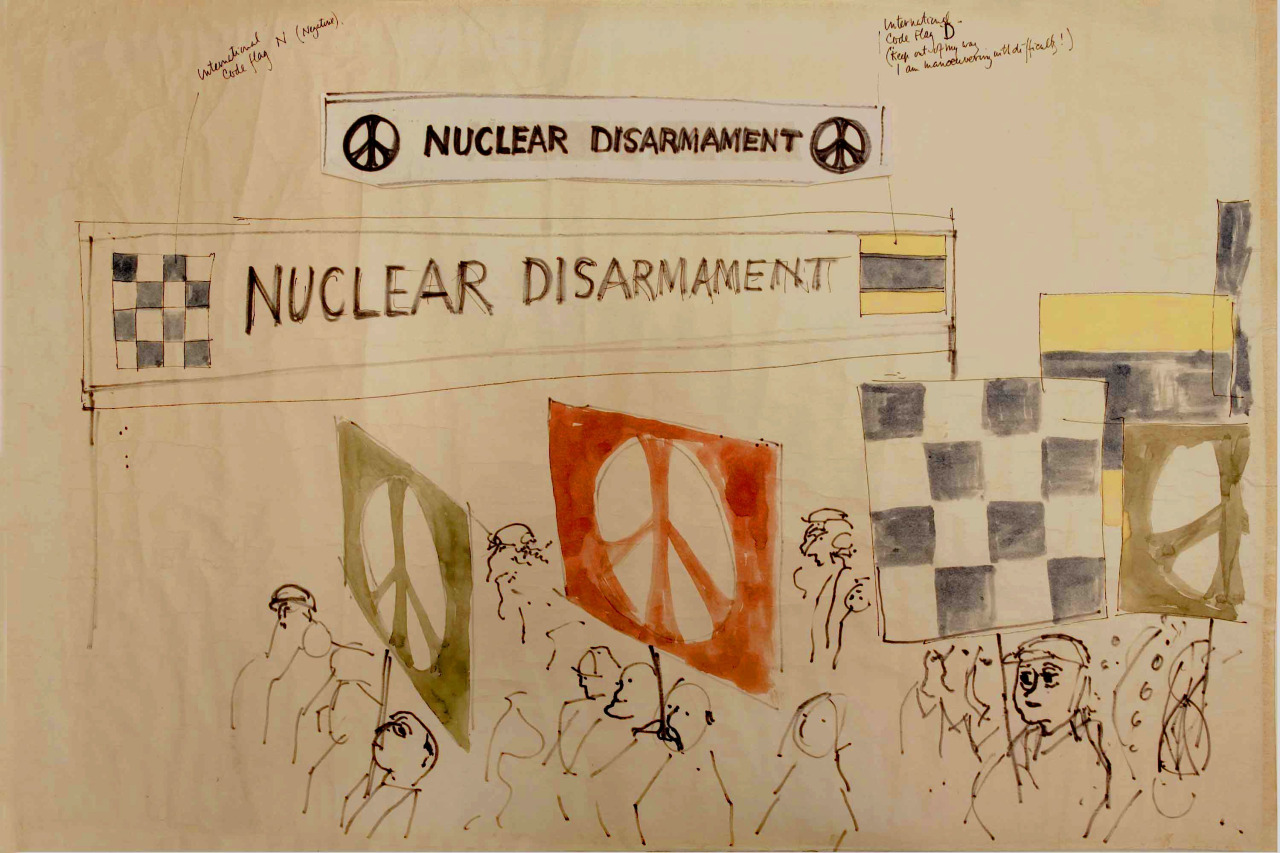 International
Code flag N (Negative).
International
Code Flag D
(Keep out of my way
I am manoeuvering with difficulty!)
NUCLEAR DISARMAMENT
NUCLEAR DISARMAMENT